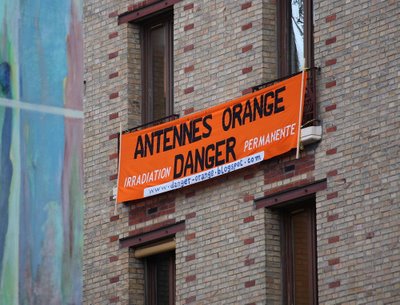 ANTENNES ORANGE
DANGER
IRRADIATION PERMANENTE
www.danger-orange.blogspot.com